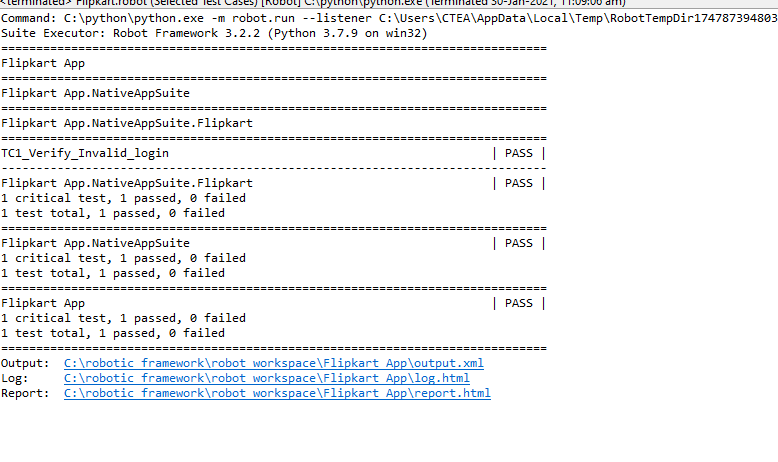 <terminated> Flipkart.robot (Selected Test Cases) [Robot] C:\python\python.exe (Terminated 30-Jan-2021, 11:09:06 am)
Command: C:\python\python.exe -m robot.run --listener C:\Users\CTEA\AppData\Local\Temp\RobotTempDir174787394803
Suite Executor: Robot Framework 3.2.2 (Python 3.7.9 on win32)
==============================================================================
Flipkart App
==============================================================================
Flipkart App.NativeAppSuite
==============================================================================
Flipkart App.NativeAppSuite.Flipkart
==============================================================================
TC1_Verify_Invalid_login                                              | PASS |
------------------------------------------------------------------------------
Flipkart App.NativeAppSuite.Flipkart                                  | PASS |
1 critical test, 1 passed, 0 failed
1 test total, 1 passed, 0 failed
==============================================================================
Flipkart App.NativeAppSuite                                           | PASS |
1 critical test, 1 passed, 0 failed
1 test total, 1 passed, 0 failed
==============================================================================
Flipkart App                                                          | PASS |
1 critical test, 1 passed, 0 failed
1 test total, 1 passed, 0 failed
==============================================================================
Output:  C:\robotic framework\robot workspace\Flipkart App\output.xml
Log:     C:\robotic framework\robot workspace\Flipkart App\log.html
Report:  C:\robotic framework\robot workspace\Flipkart App\report.html